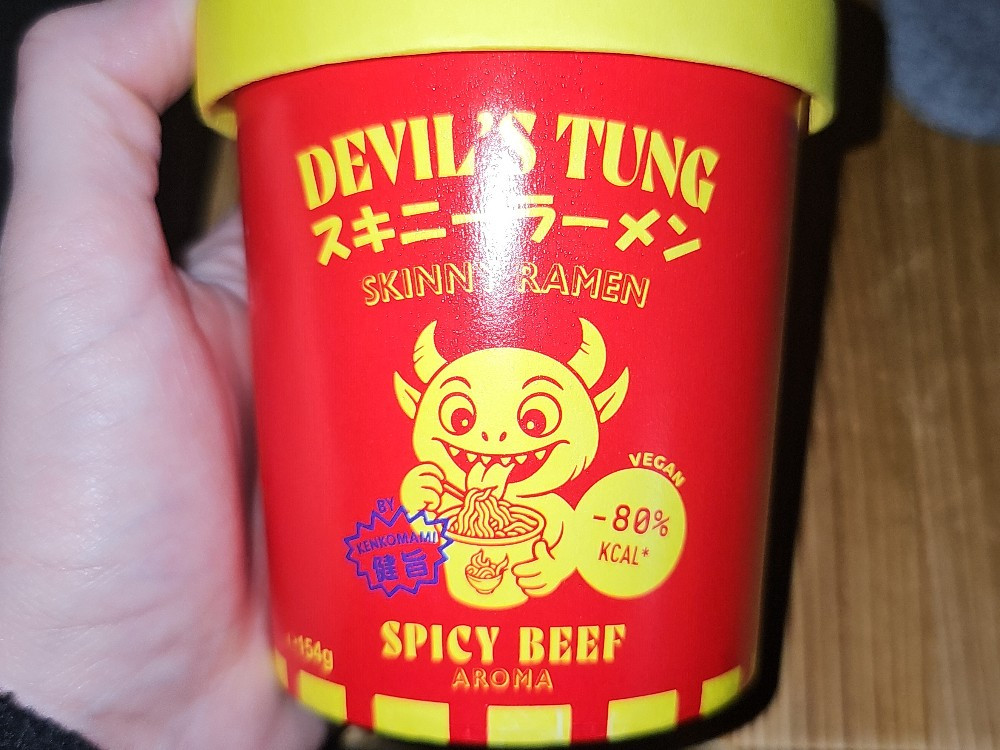 DEVIL'S TUNG
スキニーラーメン
SKINNY RAMEN
VEGAN
-80%
KCAL*
BY
KENKOMAMI
健旨
SPICY BEEF
AROMA
154g